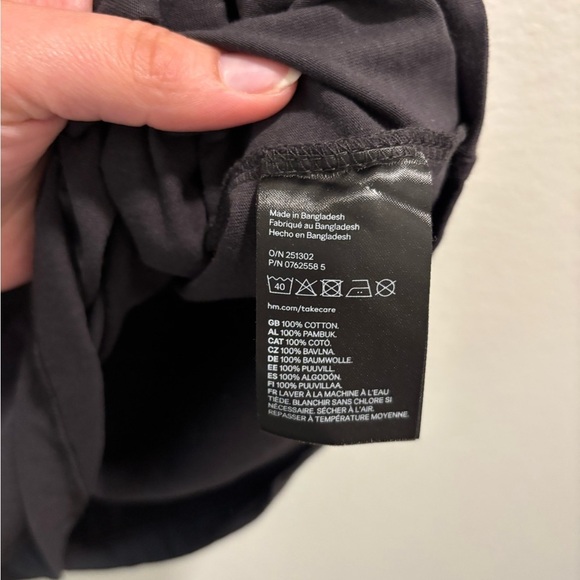 Made in Bangladesh
Fabriqué au Bangladesh
Hecho en Bangladesh
O/N 251302
P/N 0762558 5
40
hm.com/takecare
GB 100% COTTON.
AL 100% PAMBUK.
CAT 100% COTÓ.
CZ 100% BAVLNA.
DE 100% BAUMWOLLE.
EE 100% PUUVILL.
ES 100% ALGODÓN.
FI 100% PUUVILLAA.
FR LAVER À LA MACHINE À L'EAU
TIÈDE. BLANCHIR SANS CHLORE SI
NÉCESSAIRE. SÉCHER À L'AIR.
REPASSER À TEMPÉRATURE MOYENNE.